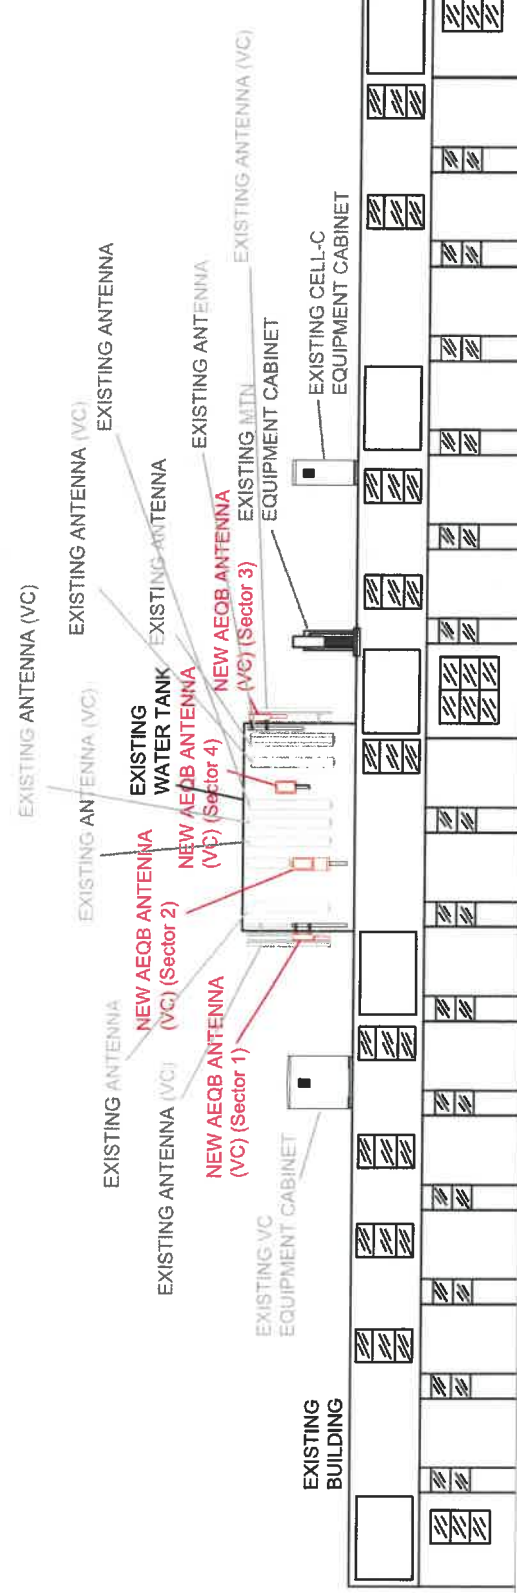 EXISTING ANTENNA (VC)
EXISTING ANTENNA (VC)
EXISTING ANTENNA (VC)
EXISTING ANTENNA
EXISTING
WATER TANK
EXISTING ANTENNA
EXISTING ANTENNA
EXISTING ANTENNA (VC)
EXISTING ANTENNA
NEW AEQB ANTENNA
(VC) (Sector 2)
NEW AEQB ANTENNA
(VC) (Sector 4)
NEW AEQB ANTENNA
(VC) (Sector 3)
EXISTING MTN
EQUIPMENT CABINET
EXISTING ANTENNA (VC)
NEW AEQB ANTENNA
(VC) (Sector 1)
EXISTING VC
EQUIPMENT CABINET
EXISTING CELL-C
EQUIPMENT CABINET
EXISTING
BUILDING